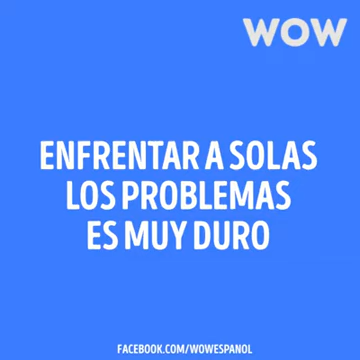 WOW
ENFRENTAR A SOLAS
LOS PROBLEMAS
ES MUY DURO
FACEBOOK.COM/WOWESPANOL